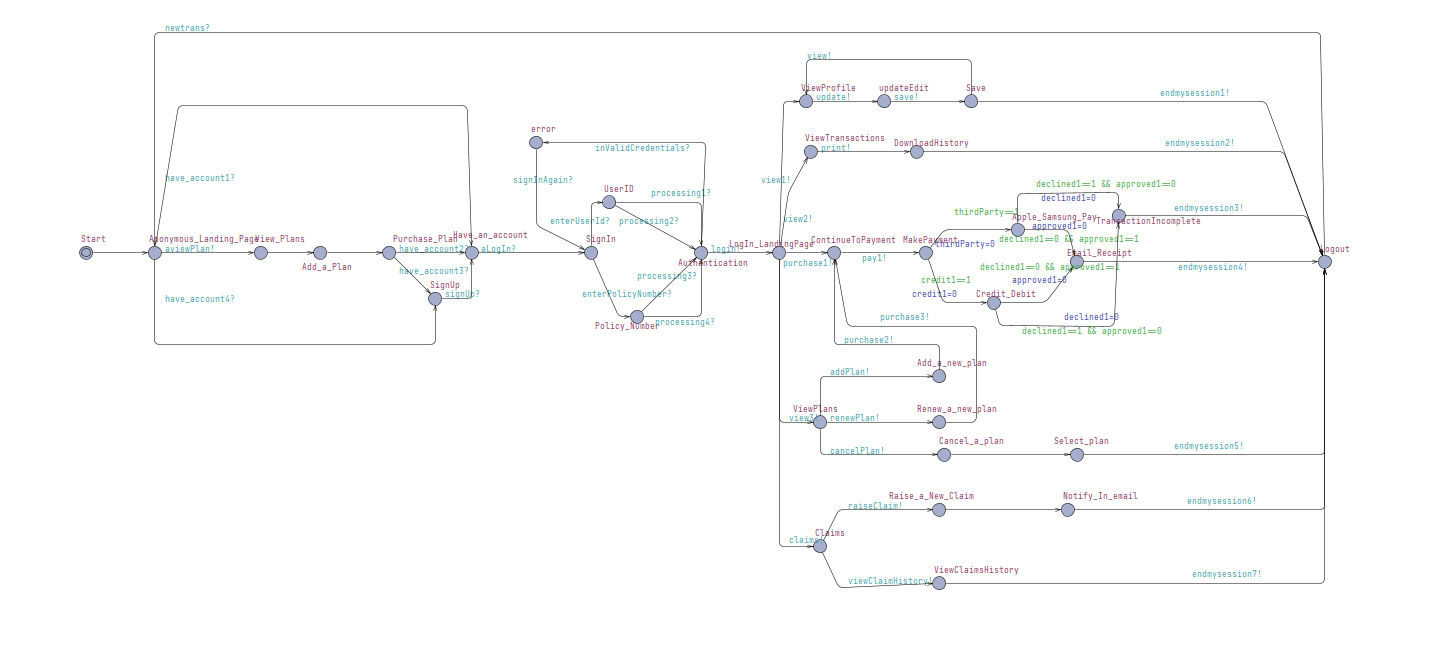 newtrans?
view!
ViewProfile
updateEdit
Save
update!
save!
endmysession1!
error
ViewTransactions
DownloadHistory
endmysession2!
inValidCredentials?
print!
have_account1?
signInAgain?
view1!
UserID
processing1?
declined1==1 && approved1==0
declined1=0
thirdParty==1
endmysession3!
enterUserId?
processing2?
view2!
Apple_Samsung_Pay
TransactionIncomplete
approved1=0
Start
Anonymous_Landing_Page
View_Plans
Purchase_Plan
Have_an_account
SignIn
LogIn_LandingPage
ContinueToPayment
MakePayment
declined1==0 && approved1==1
thirdParty=0
aviewPlan!
have_account2?
aLogIn?
login!
Email_Receipt
Logout
pay1!
Add_a_Plan
Authentication
purchase1!
declined1==0 && approved1==1
endmysession4!
have_account3?
processing3?
credit1==1
approved1=0
SignUp
have_account4?
signUp?
enterPolicyNumber?
credit1=0
Credit_Debit
purchase3!
declined1=0
Policy_Number
processing4?
declined1==1 && approved1==0
purchase2!
Add_a_new_plan
addPlan!
ViewPlans
Renew_a_new_plan
view3!
renewPlan!
Cancel_a_plan
Select_plan
endmysession5!
cancelPlan!
Raise_a_New_Claim
Notify_In_email
endmysession6!
raiseClaim!
Claims
claims!
ViewClaimsHistory
endmysession7!
viewClaimHistory!